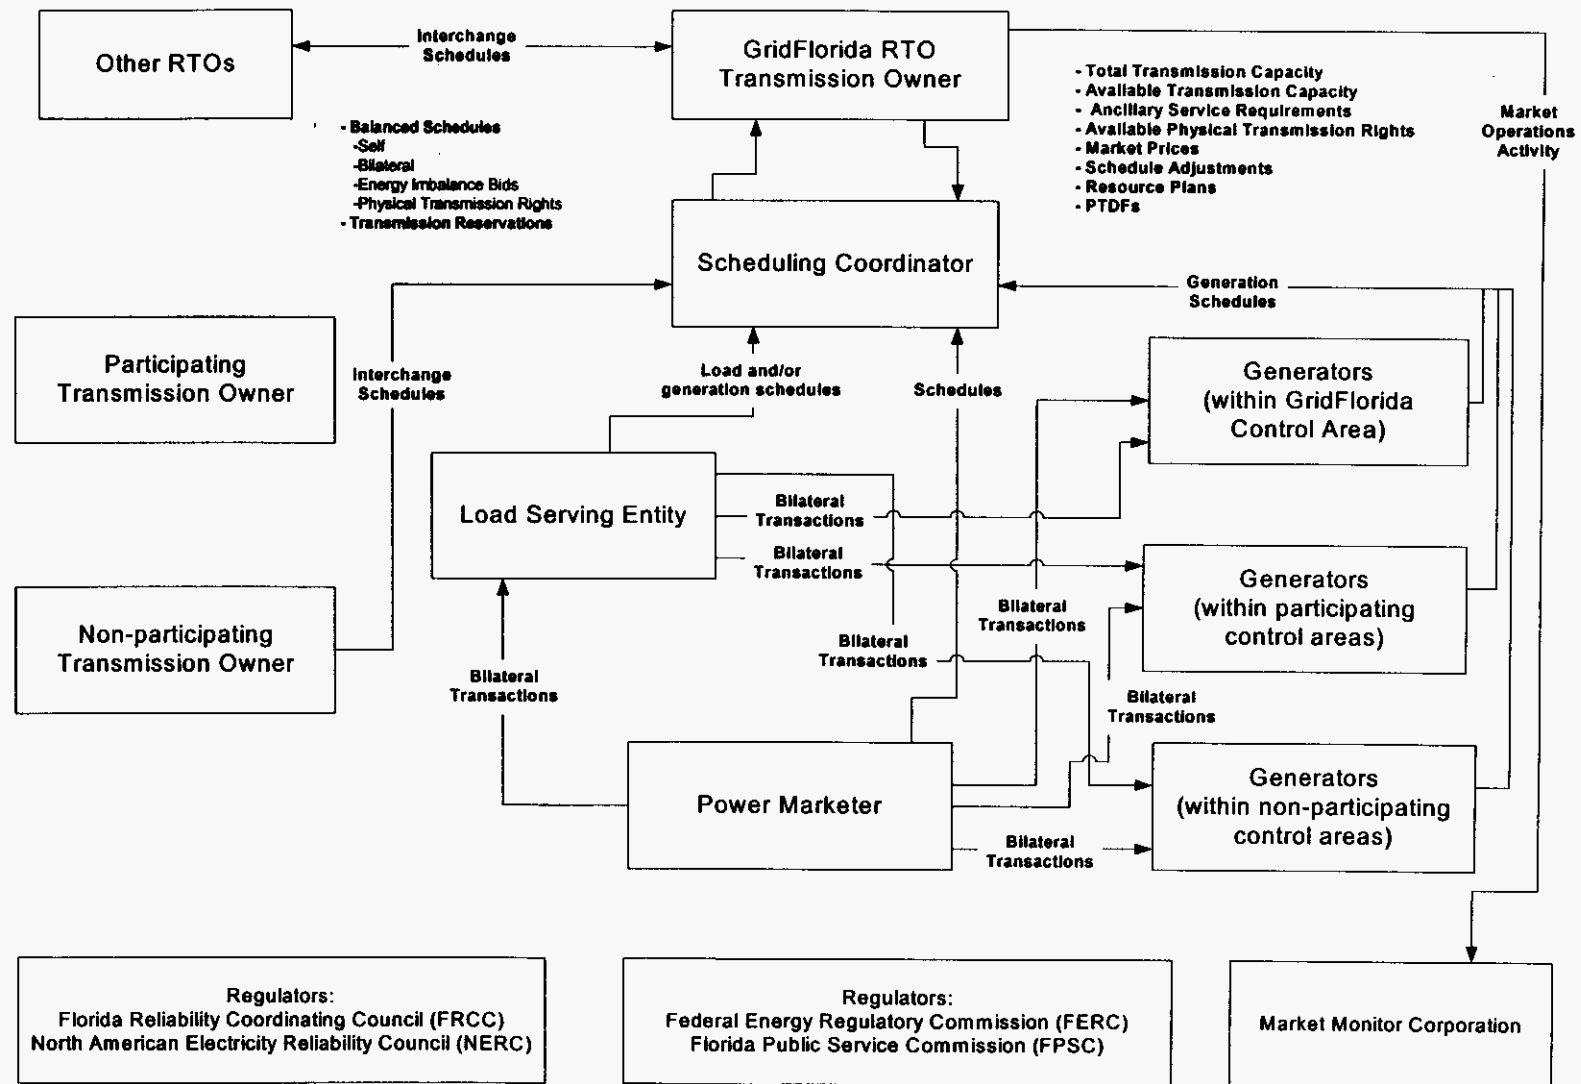 Other RTOs
Interchange
Schedules
GridFlorida RTO
Transmission Owner
- Total Transmission Capacity
- Available Transmission Capacity
- Ancillary Service Requirements
- Available Physical Transmission Rights
- Market Prices
- Schedule Adjustments
- Resource Plans
- PTDFs
Market
Operations
Activity
- Balanced Schedules
-Self
-Bilateral
-Energy Imbalance Bids
-Physical Transmission Rights
- Transmission Reservations
Scheduling Coordinator
Generation
Schedules
Participating
Transmission Owner
Interchange
Schedules
Load and/or
generation schedules
Schedules
Generators
(within GridFlorida
Control Area)
Load Serving Entity
Bilateral
Transactions
Bilateral
Transactions
Generators
(within participating
control areas)
Bilateral
Transactions
Bilateral
Transactions
Non-participating
Transmission Owner
Bilateral
Transactions
Bilateral
Transactions
Power Marketer
Generators
(within non-participating
control areas)
Bilateral
Transactions
Regulators:
Florida Reliability Coordinating Council (FRCC)
North American Electricity Reliability Council (NERC)
Regulators:
Federal Energy Regulatory Commission (FERC)
Florida Public Service Commission (FPSC)
Market Monitor Corporation